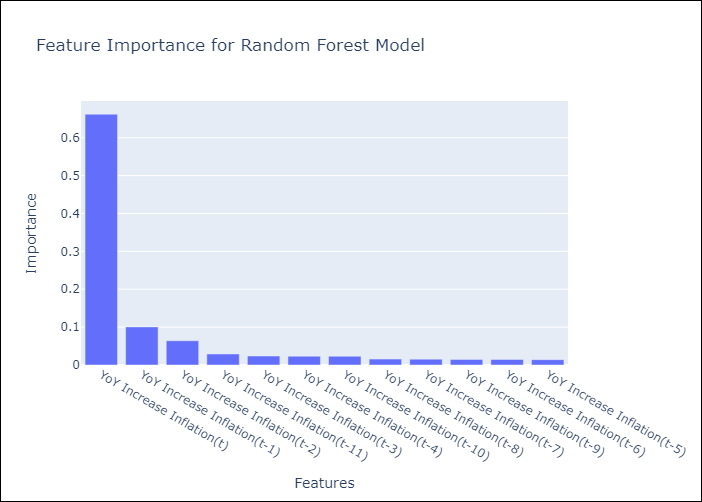 Feature Importance for Random Forest Model
Importance
0.6
0.5
0.4
0.3
0.2
0.1
0
YoY Increase Inflation(t)
YoY Increase Inflation(t-1)
YoY Increase Inflation(t-2)
YoY Increase Inflation(t-11)
YoY Increase Inflation(t-3)
YoY Increase Inflation(t-4)
YoY Increase Inflation(t-10)
YoY Increase Inflation(t-8)
YoY Increase Inflation(t-7)
YoY Increase Inflation(t-9)
YoY Increase Inflation(t-6)
YoY Increase Inflation(t-5)
Features